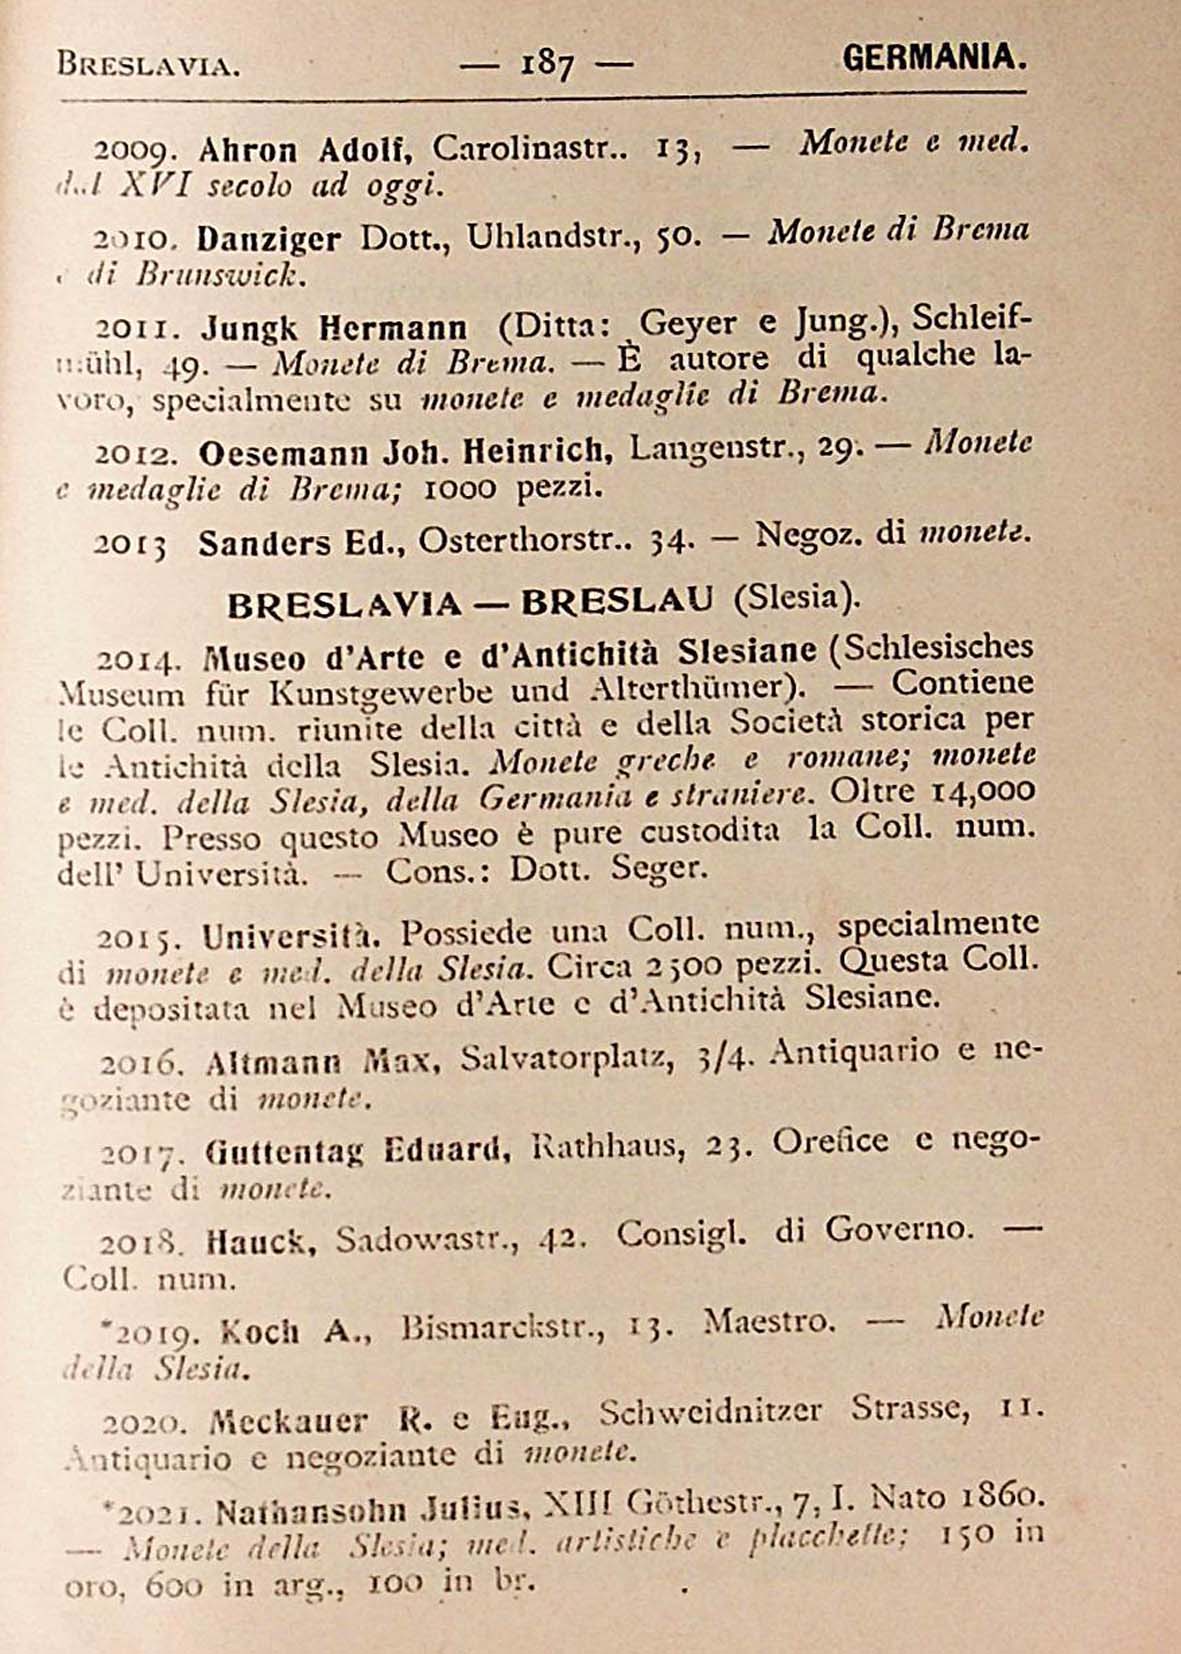 BRESLAVIA. — 187 — GERMANIA.
2009. Ahron Adolf, Carolinastr.. 13, — Monete e med.
dal XVI secolo ad oggi.
2010. Danziger Dott., Uhlandstr., 50. — Monete di Brema
e di Brunswick.
2011. Jungk Hermann (Ditta: Geyer e Jung.), Schleif-
mühl, 49. — Monete di Brema. — È autore di qualche la-
voro, specialmente su monete e medaglie di Brema.
2012. Oesemann Joh. Heinrich, Langenstr., 29. — Monete
e medaglie di Brema; 1000 pezzi.
2013 Sanders Ed., Osterthorstr.. 34. — Negoz. di monete.
BRESLAVIA — BRESLAU (Slesia).
2014. Museo d'Arte e d'Antichità Slesiane (Schlesisches
Museum für Kunstgewerbe und Alterthümer). — Contiene
le Coll. num. riunite della città e della Società storica per
le Antichità della Slesia. Monete greche e romane; monete
e med. della Slesia, della Germania e straniere. Oltre 14,000
pezzi. Presso questo Museo è pure custodita la Coll. num.
dell' Università. — Cons.: Dott. Seger.
2015. Università. Possiede una Coll. num., specialmente
di monete e med. della Slesia. Circa 2500 pezzi. Questa Coll.
è depositata nel Museo d'Arte e d'Antichità Slesiane.
2016. Altmann Max, Salvatorplatz, 3/4. Antiquario e ne-
goziante di monete.
2017. Guttentag Eduard, Rathhaus, 23. Orefice e nego-
ziante di monete.
2018. Hauck, Sadowastr., 42. Consigl. di Governo. —
Coll. num.
*2019. Koch A., Bismarckstr., 13. Maestro. — Monete
della Slesia.
2020. Meckauer R. e Eug., Schweidnitzer Strasse, 11.
Antiquario e negoziante di monete.
*2021. Nathansohn Julius, XIII Göthestr., 7, I. Nato 1860.
— Monete della Slesia; med. artistiche e placchette; 150 in
oro, 600 in arg., 100 in br.